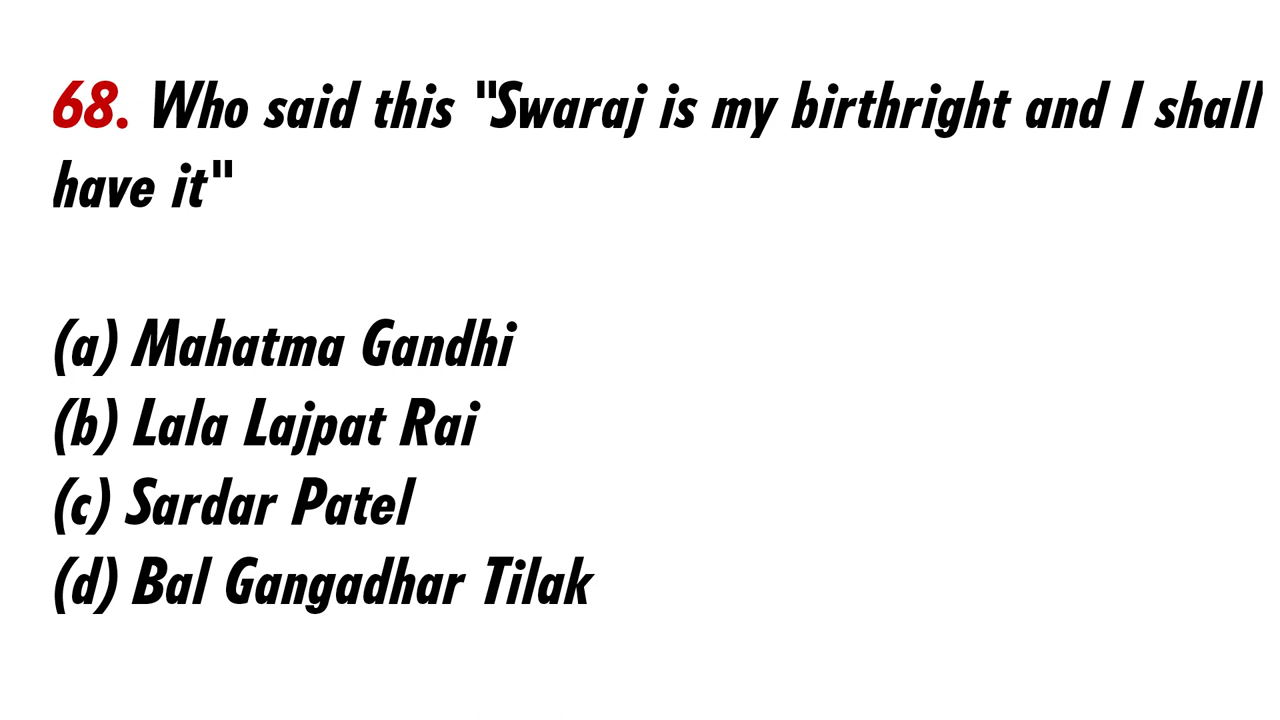 68. Who said this "Swaraj is my birthright and I shall
have it"
(a) Mahatma Gandhi
(b) Lala Lajpat Rai
(c) Sardar Patel
(d) Bal Gangadhar Tilak